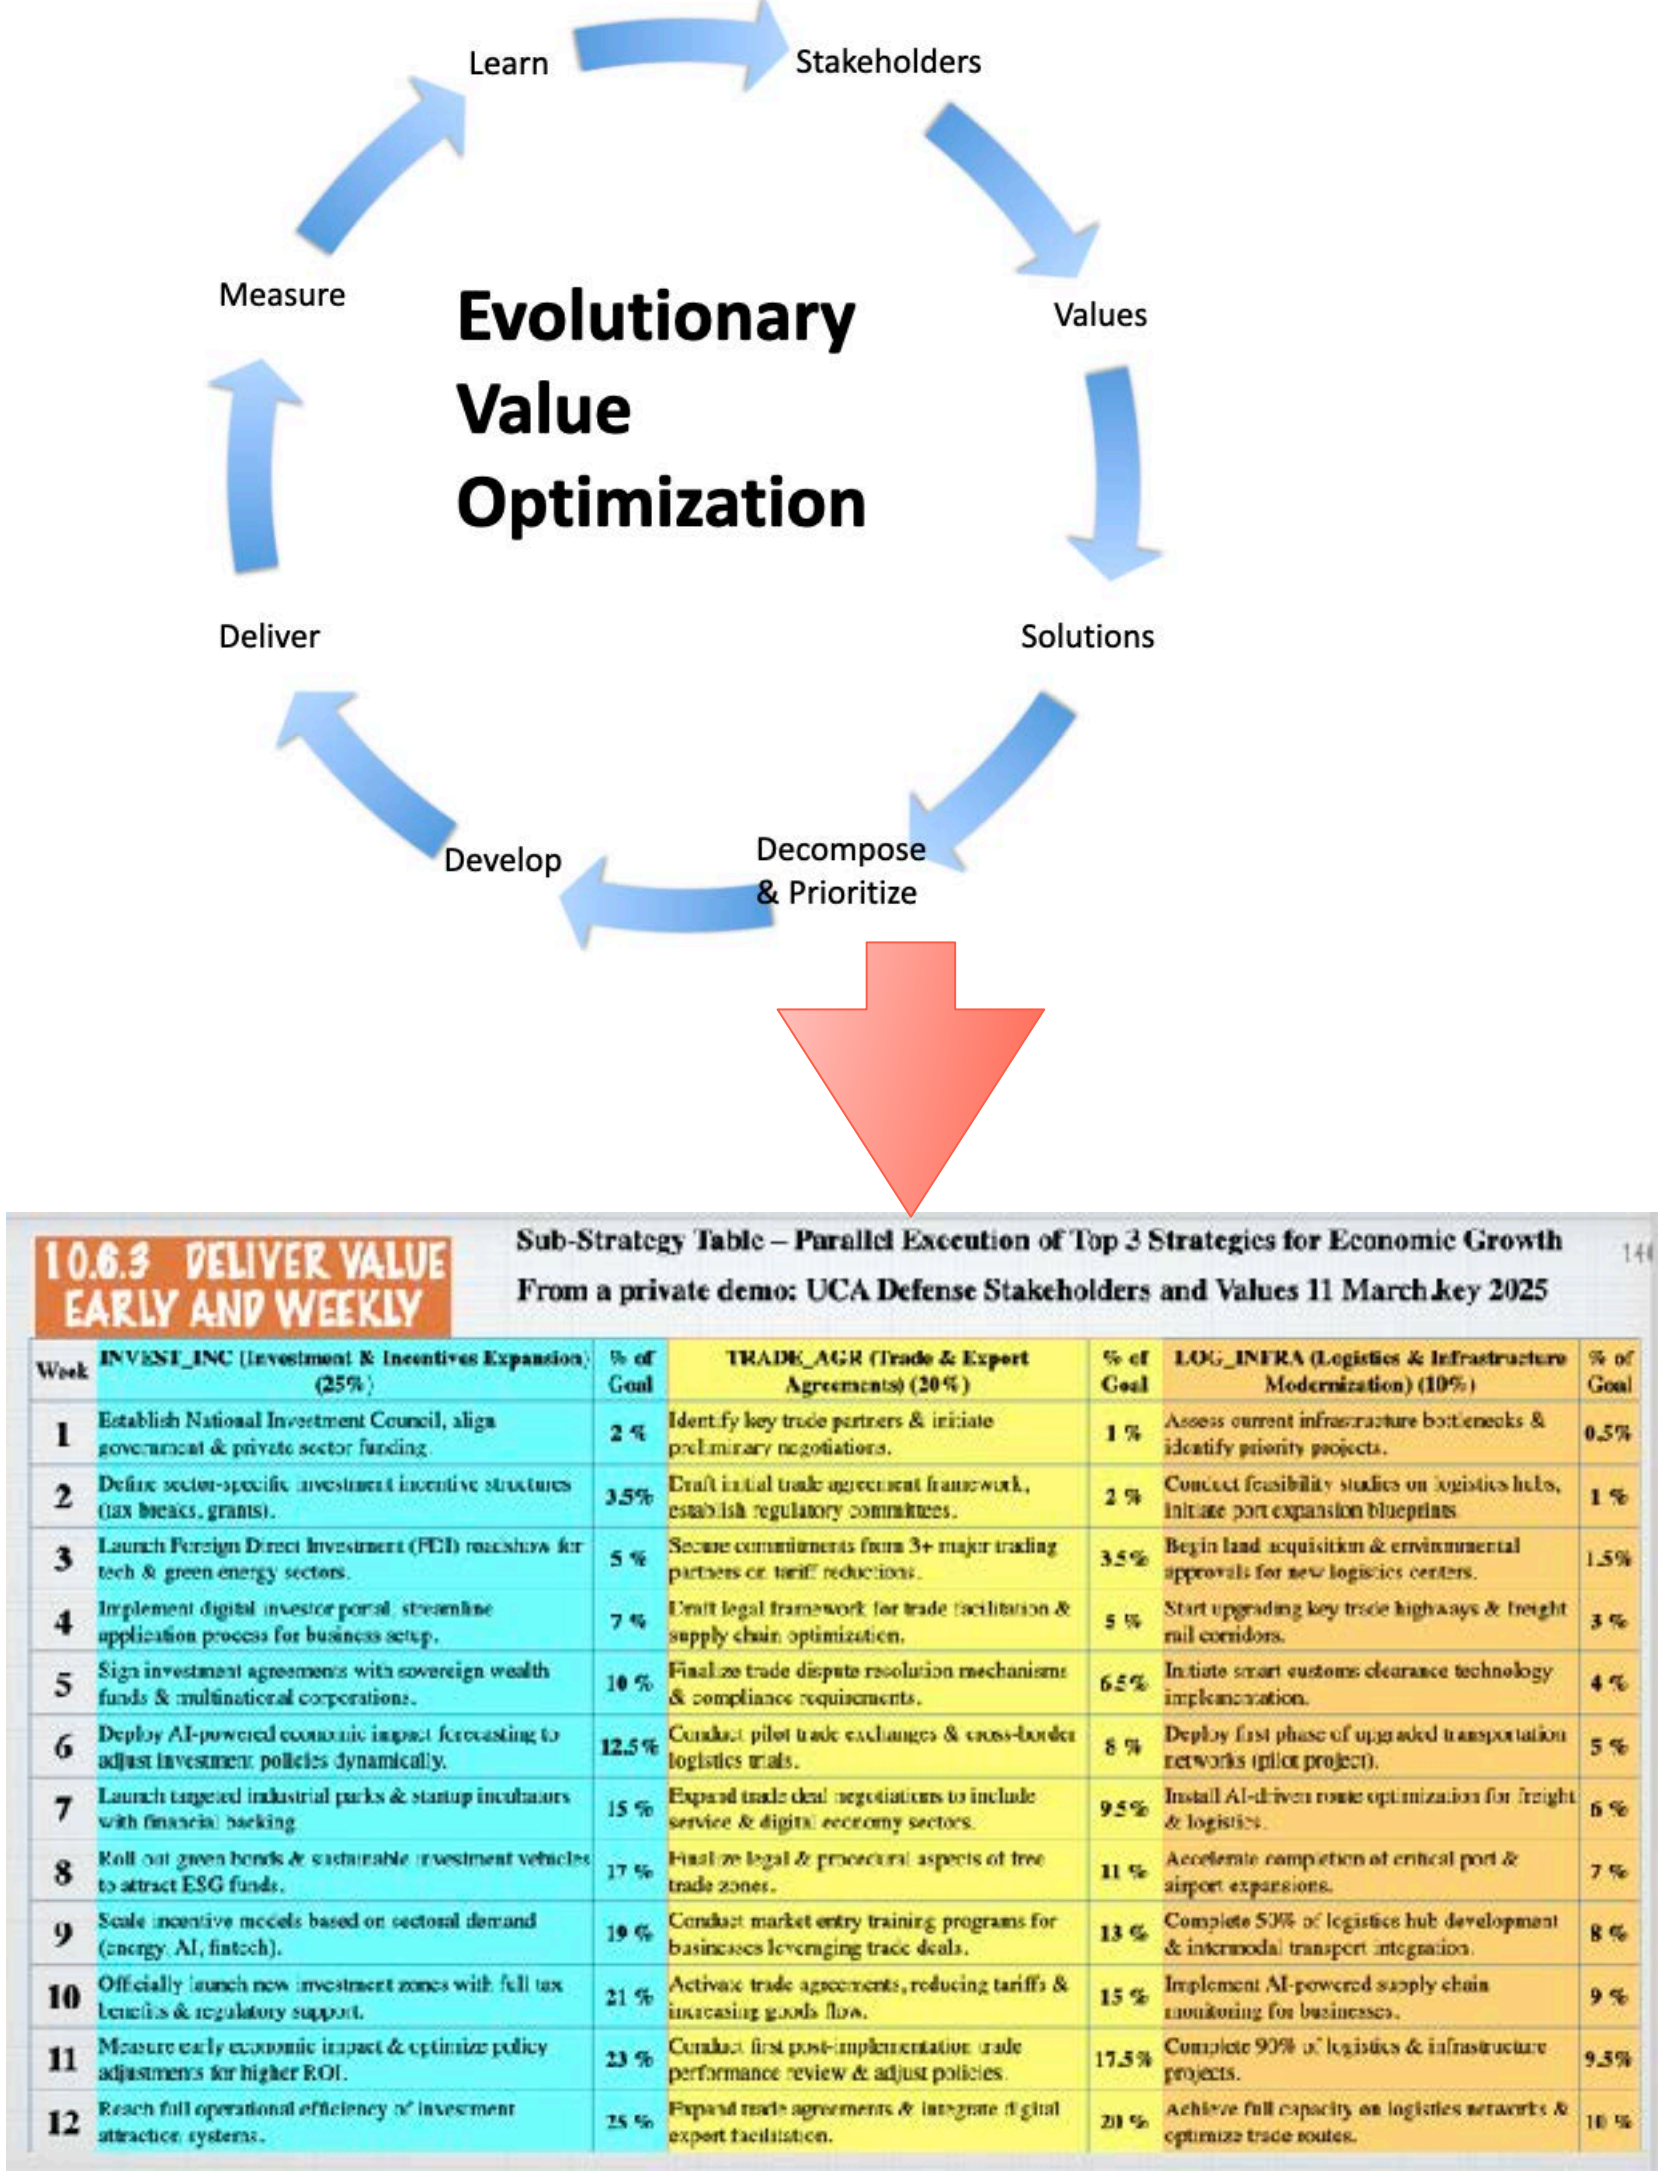 Learn
Stakeholders
Measure
Values
Evolutionary
Value
Optimization
Deliver
Solutions
Develop
Decompose
& Prioritize
10.6.3 DELIVER VALUE
EARLY AND WEEKLY
Sub-Strategy Table – Parallel Execution of Top 3 Strategies for Economic Growth
From a private demo: UCA Defense Stakeholders and Values 11 March.key 2025
Week
INVEST_INC (Investment & Incentives Expansion)
(25%)
% of
Goal
TRADE_AGR (Trade & Export
Agreements) (20%)
% of
Goal
LOG_INFRA (Logistics & Infrastructure
Modernization) (10%)
% of
Goal
1
Establish National Investment Council, align
government & private sector funding.
2 %
Identify key trade partners & initiate
preliminary negotiations.
1 %
Assess current infrastructure bottlenecks &
identify priority projects.
0.5%
2
Define sector-specific investment incentive structures
(tax breaks, grants).
3.5%
Draft initial trade agreement framework,
establish regulatory committees.
2 %
Conduct feasibility studies on logistics hubs,
initiate port expansion blueprints.
1 %
3
Launch Foreign Direct Investment (FDI) roadshow for
tech & green energy sectors.
5 %
Secure commitments from 3+ major trading
partners on tariff reductions.
3.5%
Begin land acquisition & environmental
approvals for new logistics centers.
1.5%
4
Implement digital investor portal, streamline
application process for business setup.
7 %
Draft legal framework for trade facilitation &
supply chain optimization.
5 %
Start upgrading key trade highways & freight
rail corridors.
3 %
5
Sign investment agreements with sovereign wealth
funds & multinational corporations.
10 %
Finalize trade dispute resolution mechanisms
& compliance requirements.
6.5%
Initiate smart customs clearance technology
implementation.
4 %
6
Deploy AI-powered economic impact forecasting to
adjust investment policies dynamically.
12.5%
Conduct pilot trade exchanges & cross-border
logistics trials.
8 %
Deploy first phase of upgraded transportation
networks (pilot project).
5 %
7
Launch targeted industrial parks & startup incubators
with financial backing
15 %
Expand trade deal negotiations to include
service & digital economy sectors.
9.5%
Install AI-driven route optimization for freight
& logistics.
6 %
8
Roll out green bonds & sustainable investment vehicles
to attract ESG funds.
17 %
Finalize legal & procedural aspects of free
trade zones.
11 %
Accelerate completion of critical port &
airport expansions.
7 %
9
Scale incentive models based on sectoral demand
(energy, AI, fintech).
19 %
Conduct market entry training programs for
businesses leveraging trade deals.
13 %
Complete 50% of logistics hub development
& intermodal transport integration.
8 %
10
Officially launch new investment zones with full tax
benefits & regulatory support.
21 %
Activate trade agreements, reducing tariffs &
increasing goods flow.
15 %
Implement AI-powered supply chain
monitoring for businesses.
9 %
11
Measure early economic impact & optimize policy
adjustments for higher ROI.
23 %
Conduct first post-implementation trade
performance review & adjust policies.
17.5%
Complete 90% of logistics & infrastructure
projects.
9.5%
12
Reach full operational efficiency of investment
attraction systems.
25 %
Expand trade agreements & integrate digital
export facilitation.
20 %
Achieve full capacity on logistics networks &
optimize trade routes.
10 %